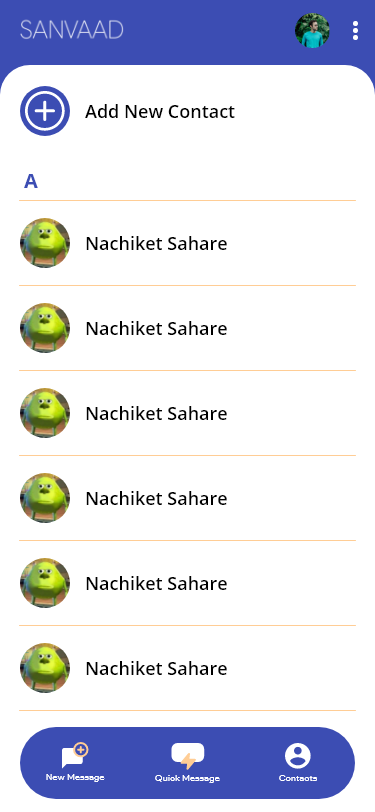 SANVAAD
Add New Contact
A
Nachiket Sahare
Nachiket Sahare
Nachiket Sahare
Nachiket Sahare
Nachiket Sahare
Nachiket Sahare
New Message
Quick Message
Contacts